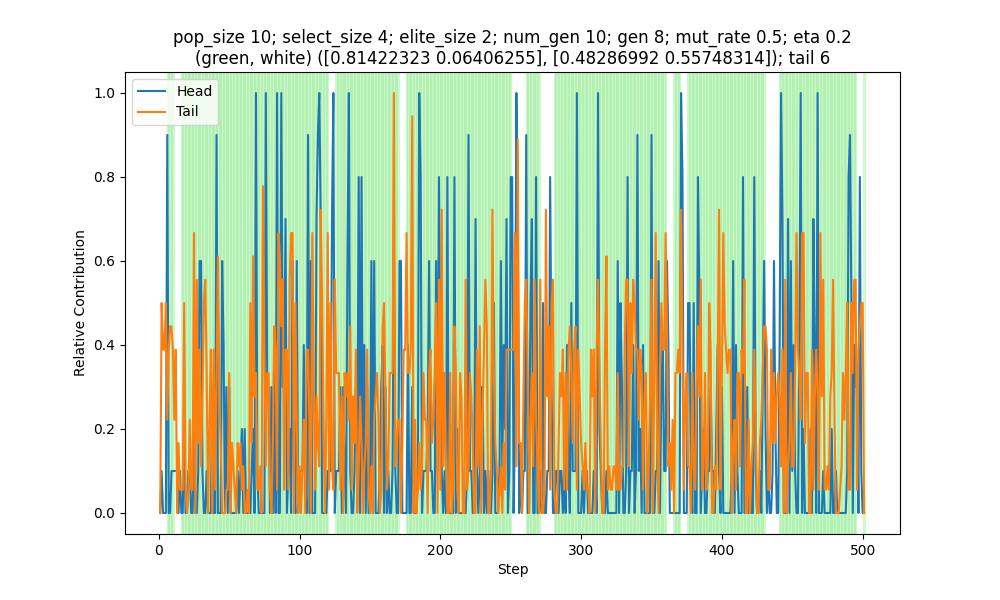 pop_size 10; select_size 4; elite_size 2; num_gen 10; gen 8; mut_rate 0.5; eta 0.2
(green, white) ([0.81422323 0.06406255], [0.48286992 0.55748314]); tail 6
Head
Tail
Relative Contribution
1.0
0.8
0.6
0.4
0.2
0.0
0 100 200 300 400 500
Step